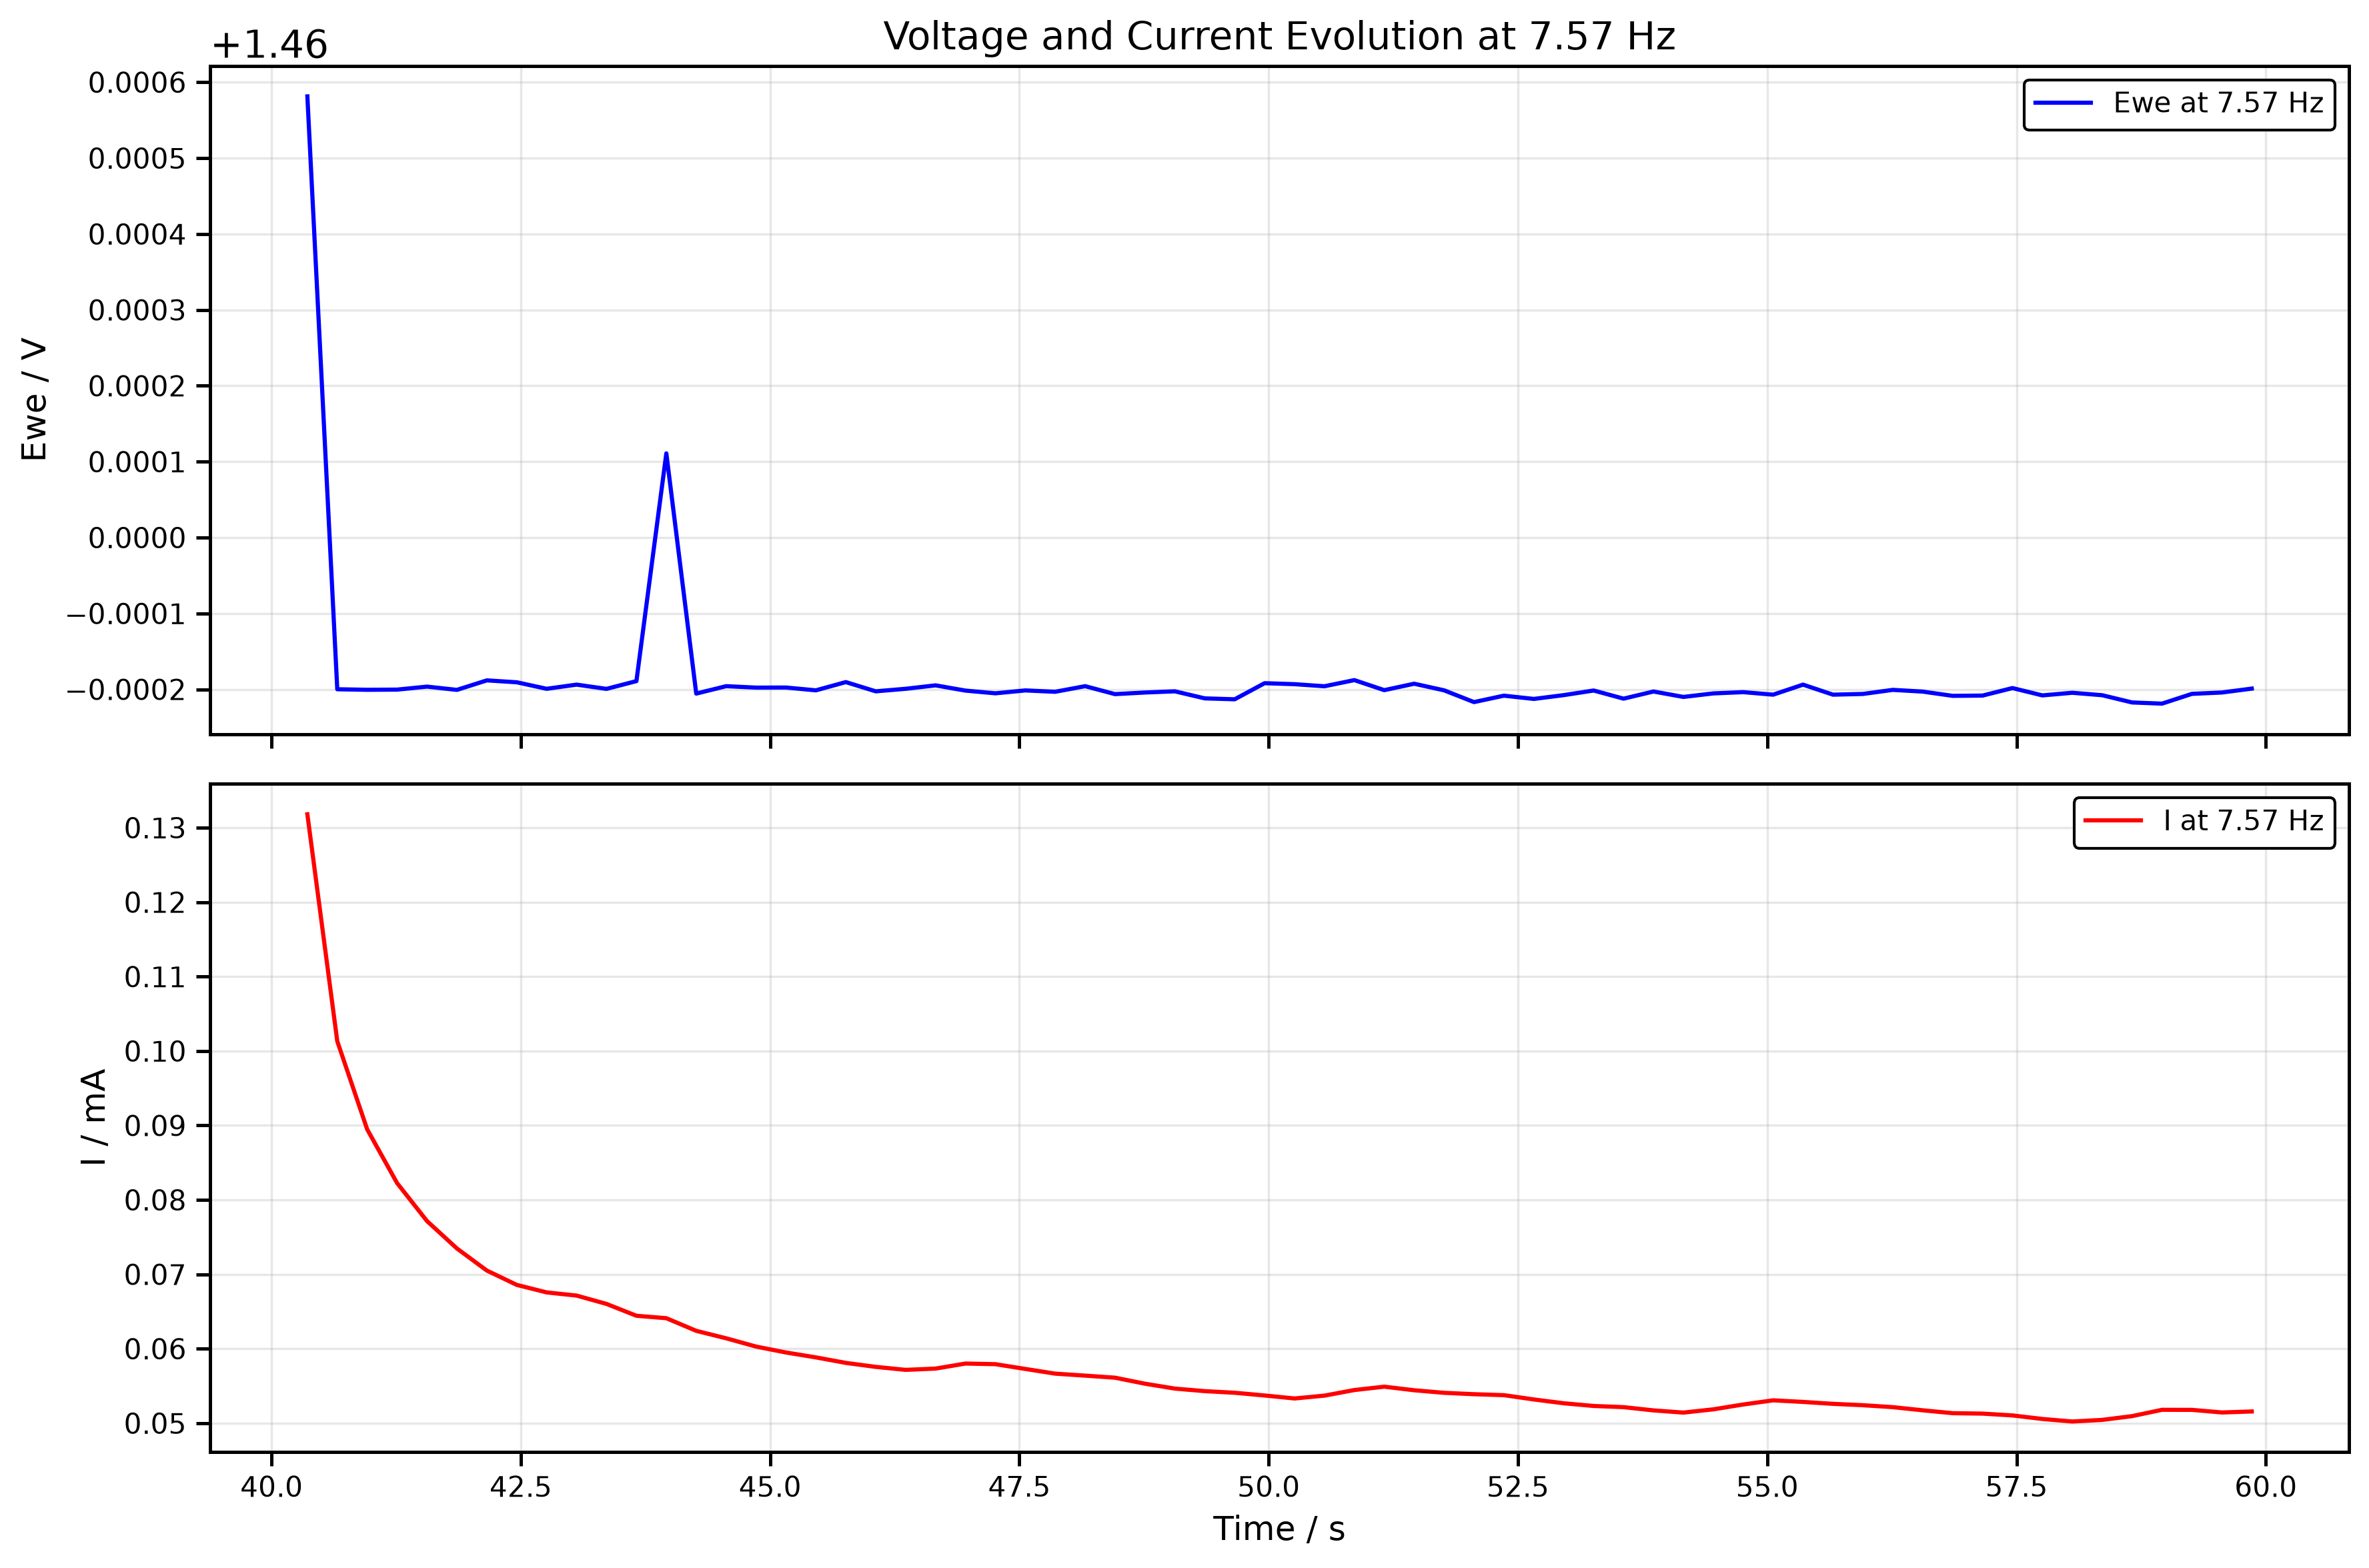 +1.46
Voltage and Current Evolution at 7.57 Hz
Ewe at 7.57 Hz
0.0006
0.0005
0.0004
0.0003
0.0002
0.0001
0.0000
−0.0001
−0.0002
Ewe / V
I at 7.57 Hz
0.13
0.12
0.11
0.10
0.09
0.08
0.07
0.06
0.05
I / mA
40.0 42.5 45.0 47.5 50.0 52.5 55.0 57.5 60.0
Time / s